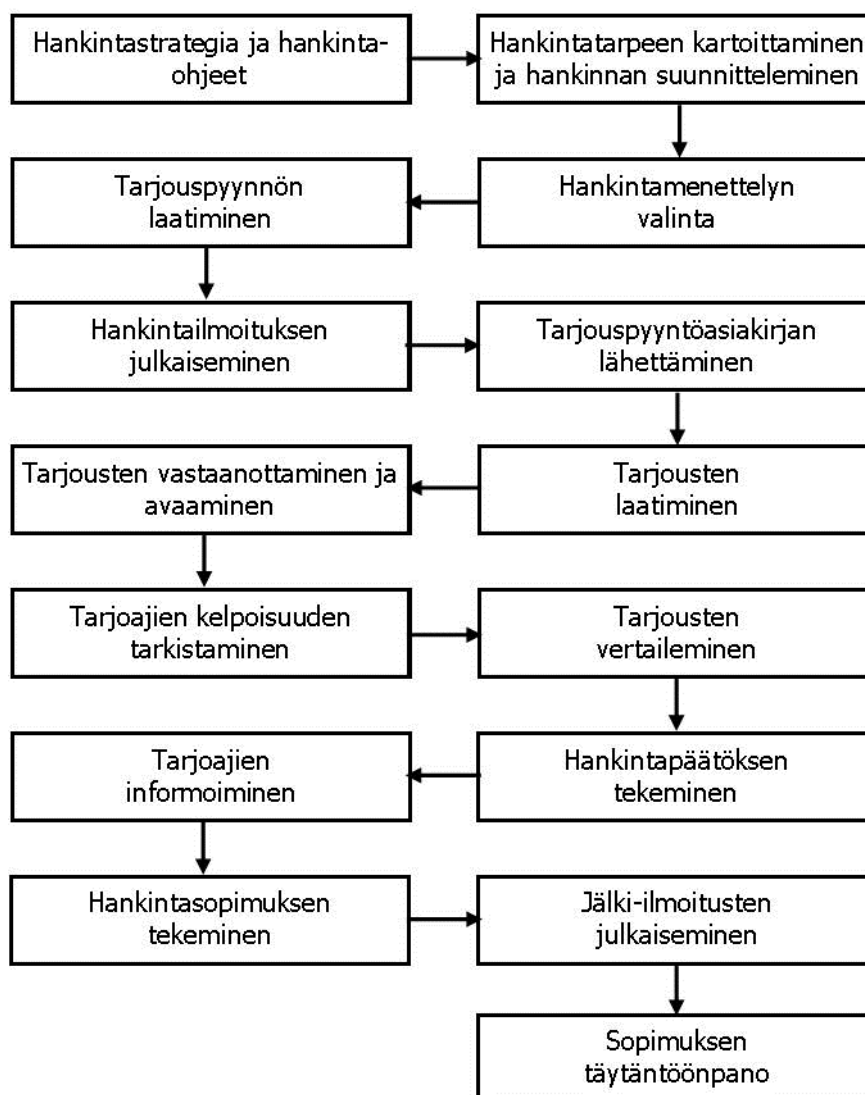 Hankintastrategia ja hankinta-
ohjeet
Hankintatarpeen kartoittaminen
ja hankinnan suunnitteleminen
Hankintamenettelyn
valinta
Tarjouspyynnön
laatiminen
Hankintailmoituksen
julkaiseminen
Tarjouspyyntöasiakirjan
lähettäminen
Tarjousten
laatiminen
Tarjousten vastaanottaminen ja
avaaminen
Tarjoajien kelpoisuuden
tarkistaminen
Tarjousten
vertaileminen
Hankintapäätöksen
tekeminen
Tarjoajien
informoiminen
Hankintasopimuksen
tekeminen
Jälki-ilmoitusten
julkaiseminen
Sopimuksen
täytäntöönpano